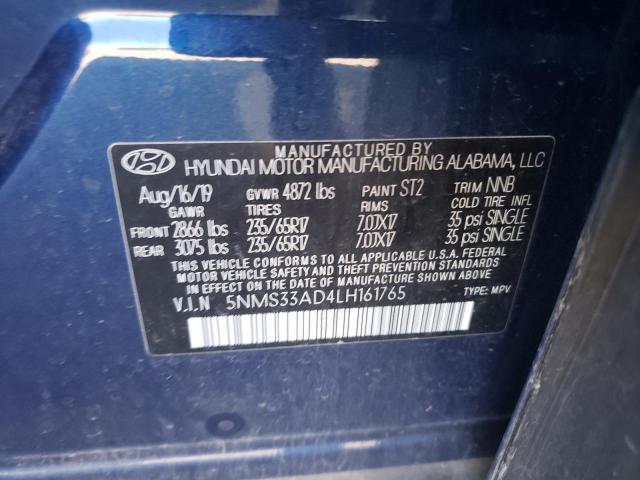 MANUFACTURED BY
HYUNDAI MOTOR MANUFACTURING ALABAMA, LLC
Aug/16/19 GVWR 4872 lbs PAINT ST2 TRIM NNB
GAWR TIRES RIMS COLD TIRE INFL
FRONT 2866 lbs 235/65R17 7.0JX17 35 psi SINGLE
REAR 3075 lbs 235/65R17 7.0JX17 35 psi SINGLE
THIS VEHICLE CONFORMS TO ALL APPLICABLE U.S.A. FEDERAL
MOTOR VEHICLE SAFETY AND THEFT PREVENTION STANDARDS
IN EFFECT ON THE DATE OF MANUFACTURE SHOWN ABOVE.
V.I.N 5NMS33AD4LH161765 TYPE: MPV